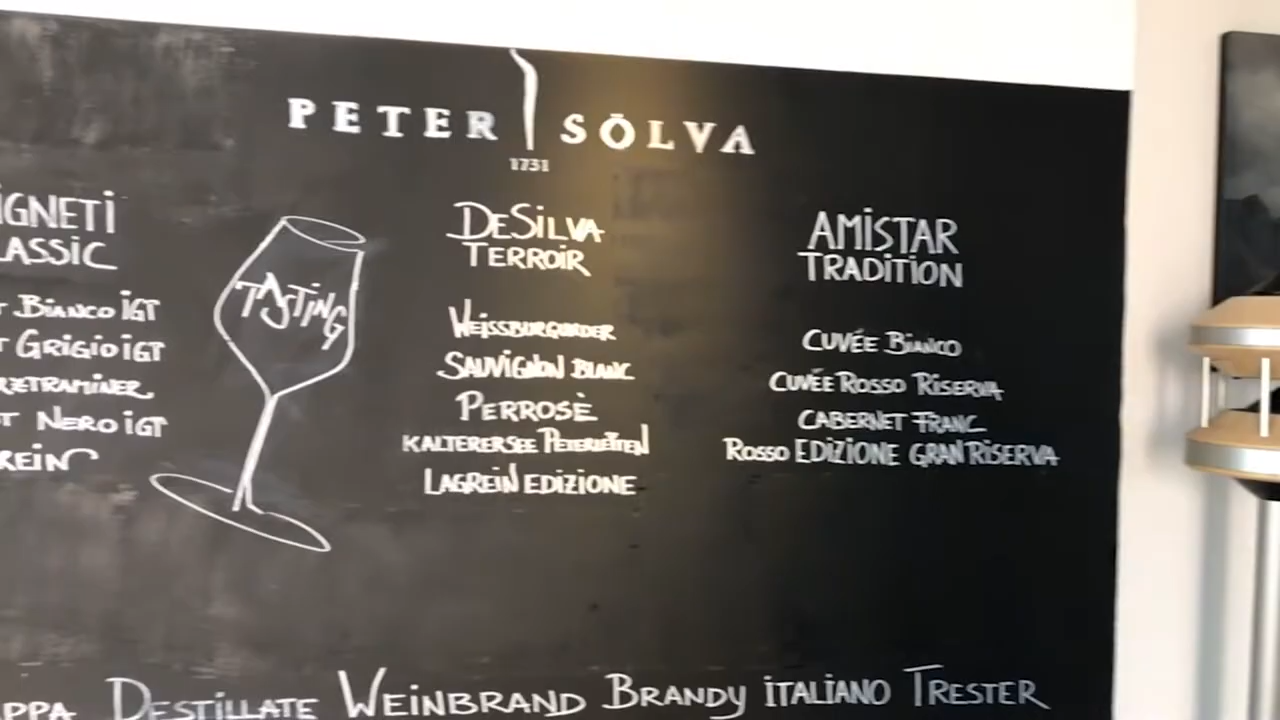 PETER SÖLVA
1731
IGNETI
LASSIC
BIANCO IGT
GRIGIO IGT
RZTRAMINER
NERO IGT
REIN
TASTING
DESILVA
TERROIR
WEISSBURGUNDER
SAUVIGNON BLANC
PERROSÈ
KALTERERSEE PETERLEITEN
LAGREIN EDIZIONE
AMISTAR
TRADITION
CUVÉE BIANCO
CUVÉE ROSSO RISERVA
CABERNET FRANC
ROSSO EDIZIONE GRAN RISERVA
PPA DESTILLATE WEINBRAND BRANDY ITALIANO TRESTER